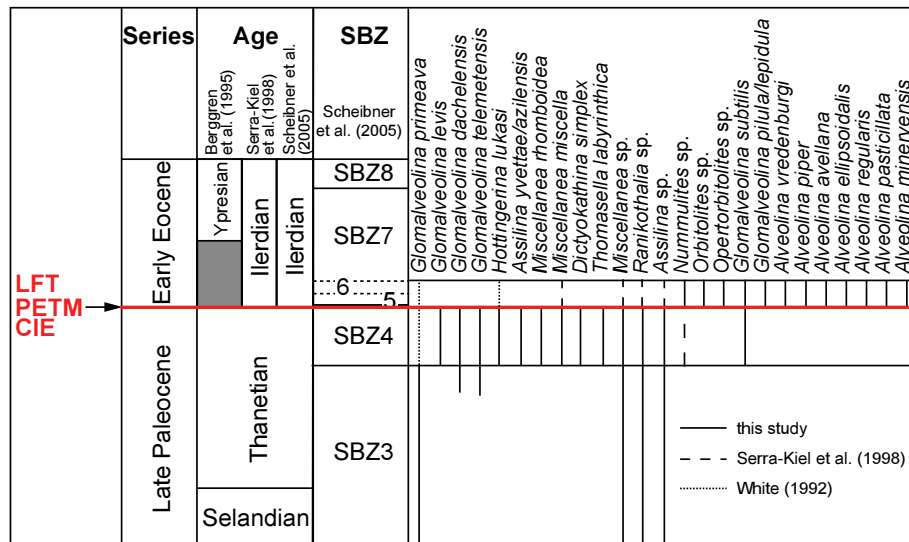 Series
Age
SBZ
Berggren
et al. (1995)
Serra-Kiel
et al.(1998)
Scheibner
et al.
(2005)
Scheibner
et al. (2005)
Glomalveolina primeava
Glomalveolina levis
Glomalveolina dachelensis
Glomalveolina telemetensis
Hottingerina lukasi
Assilina yvettae/azilensis
Miscellanea rhomboidea
Miscellanea miscella
Dictyokathina simplex
Thomasella labyrinthica
Miscellanea sp.
Ranikothalia sp.
Assilina sp.
Nummulites sp.
Orbitolites sp.
Opertorbitolites sp.
Glomalveolina subtilis
Glomalveolina pilula/lepidula
Alveolina vredenburgi
Alveolina piper
Alveolina avellana
Alveolina ellipsoidalis
Alveolina regularis
Alveolina pasticillata
Alveolina minervensis
Early Eocene
Ypresian
Ilerdian
Ilerdian
SBZ8
SBZ7
6
5
LFT
PETM
CIE
Late Paleocene
Thanetian
Selandian
SBZ4
SBZ3
this study
Serra-Kiel et al. (1998)
White (1992)